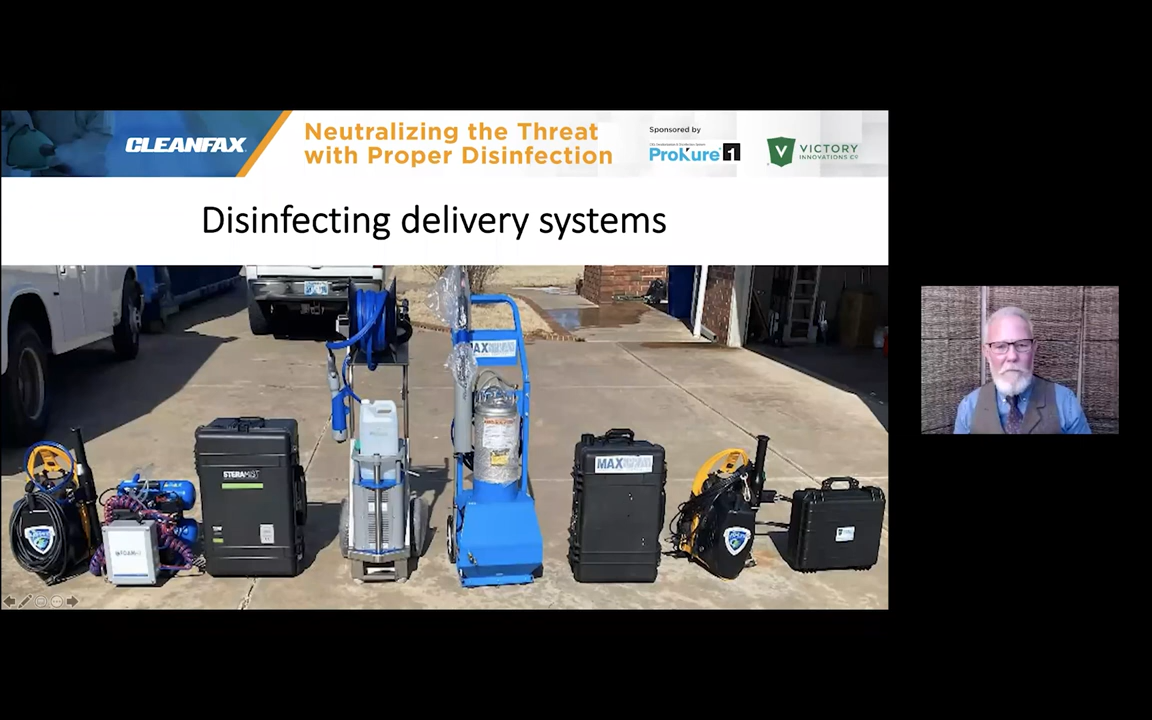 CLEANFAX
Neutralizing the Threat
with Proper Disinfection
Sponsored by
ProKure 1
V VICTORY
INNOVATIONS CO
Disinfecting delivery systems
STERAMIST
MAX
MAX